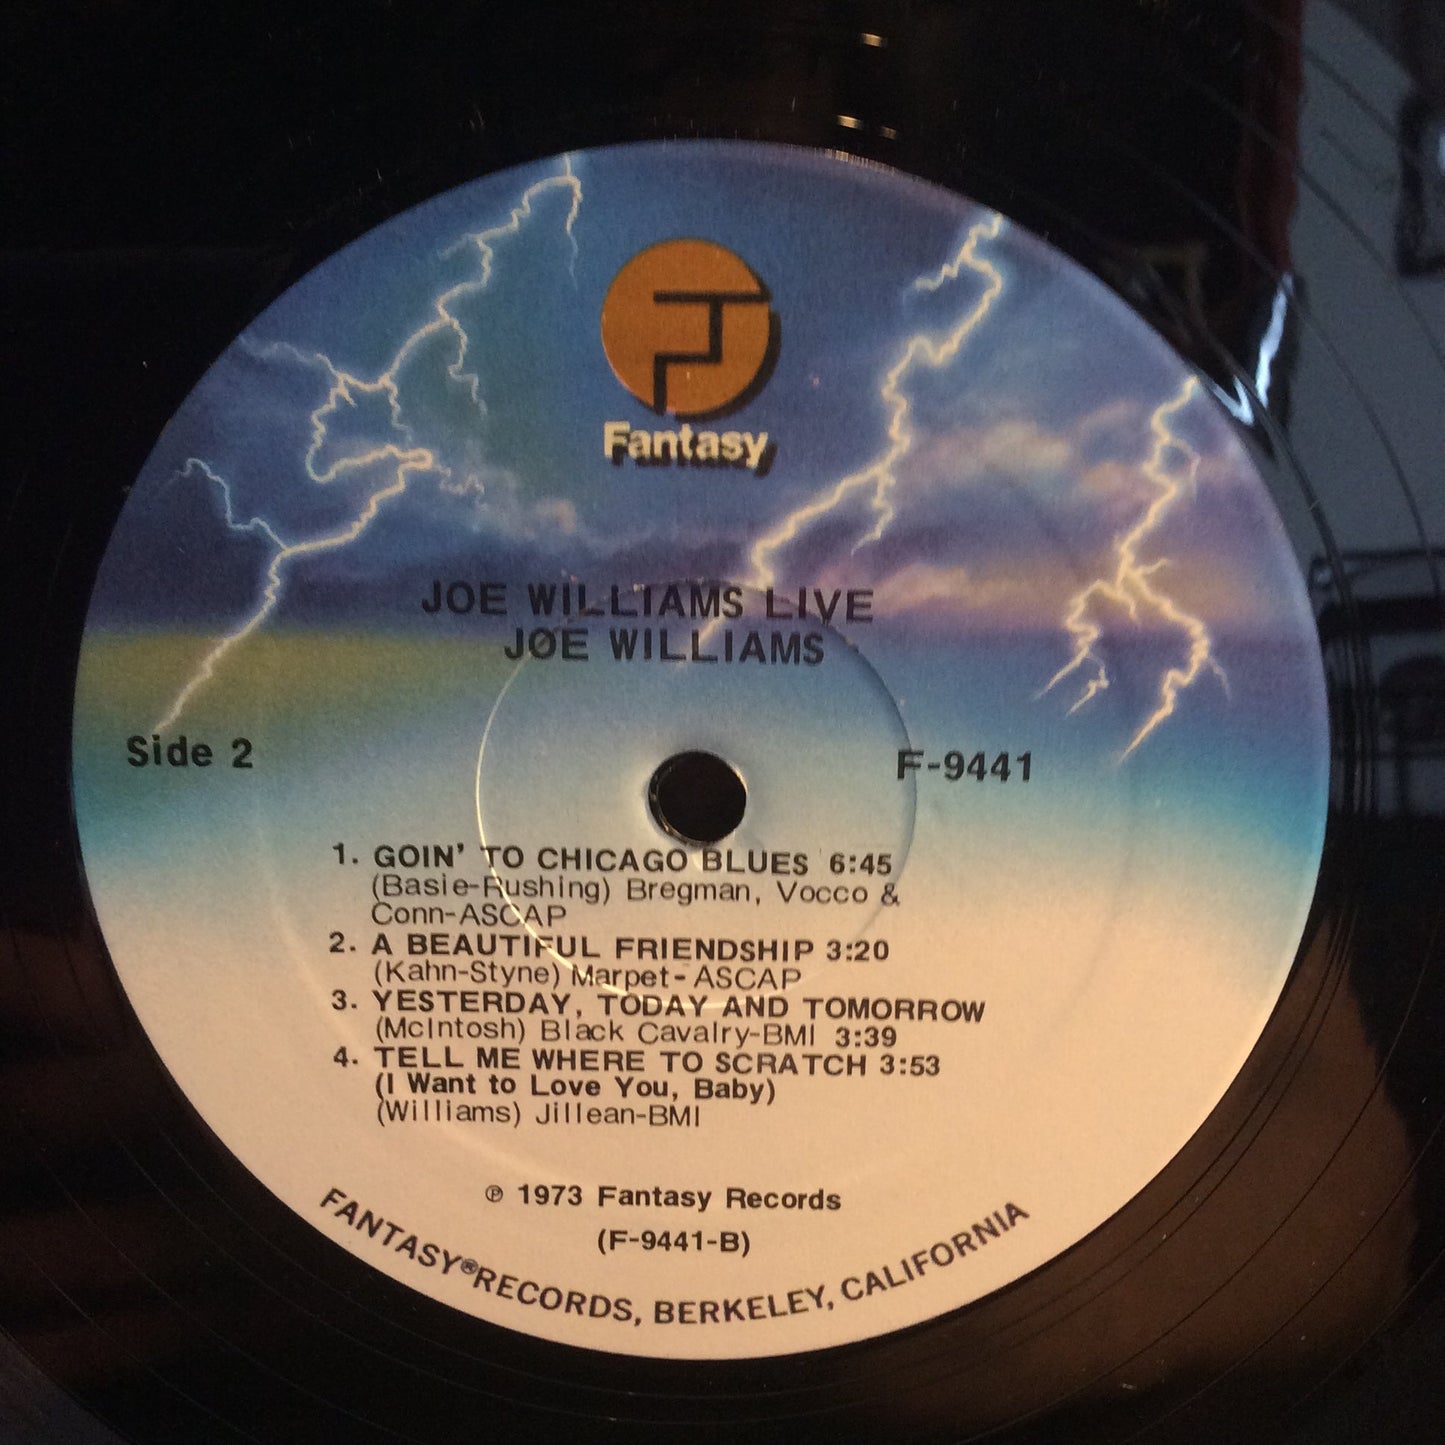 Fantasy
JOE WILLIAMS LIVE
JOE WILLIAMS
Side 2
F-9441
1. GOIN' TO CHICAGO BLUES 6:45
(Basie-Rushing) Bregman, Vocco &
Conn-ASCAP
2. A BEAUTIFUL FRIENDSHIP 3:20
(Kahn-Styne) Marpet-ASCAP
3. YESTERDAY, TODAY AND TOMORROW
(McIntosh) Black Cavalry-BMI 3:39
4. TELL ME WHERE TO SCRATCH 3:53
(I Want to Love You, Baby)
(Williams) Jillean-BMI
℗ 1973 Fantasy Records
(F-9441-B)
FANTASY® RECORDS, BERKELEY, CALIFORNIA